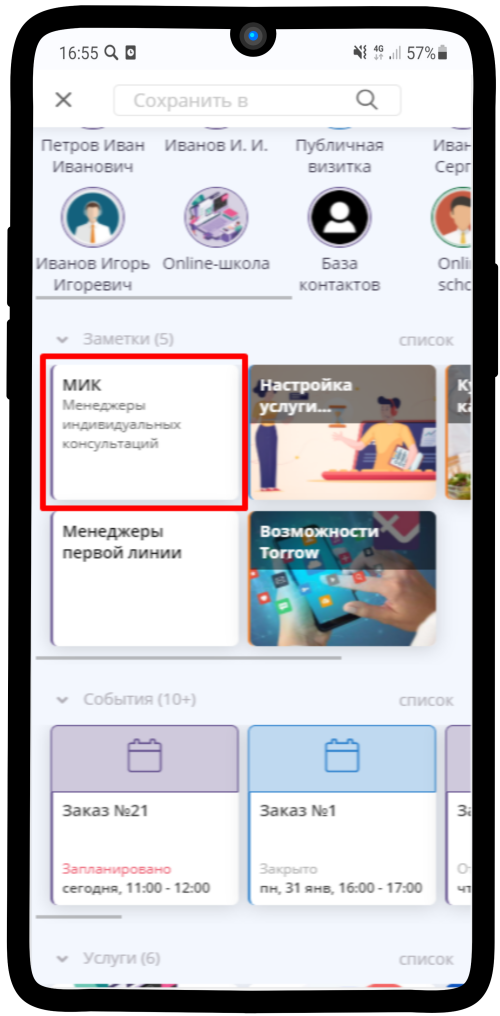 16:55
4G
57%
Сохранить в
Петров Иван
Иванович
Иванов И. И.
Публичная
визитка
Иван
Серг
Иванов Игорь
Игоревич
Online-школа
База
контактов
Onli
scho
Заметки (5)
список
МИК
Менеджеры
индивидуальных
консультаций
Настройка
услуги...
Менеджеры
первой линии
Возможности
Torrow
События (10+)
список
Заказ №21
Запланировано
сегодня, 11:00 - 12:00
Заказ №1
Закрыто
пн, 31 янв, 16:00 - 17:00
Услуги (6)
список